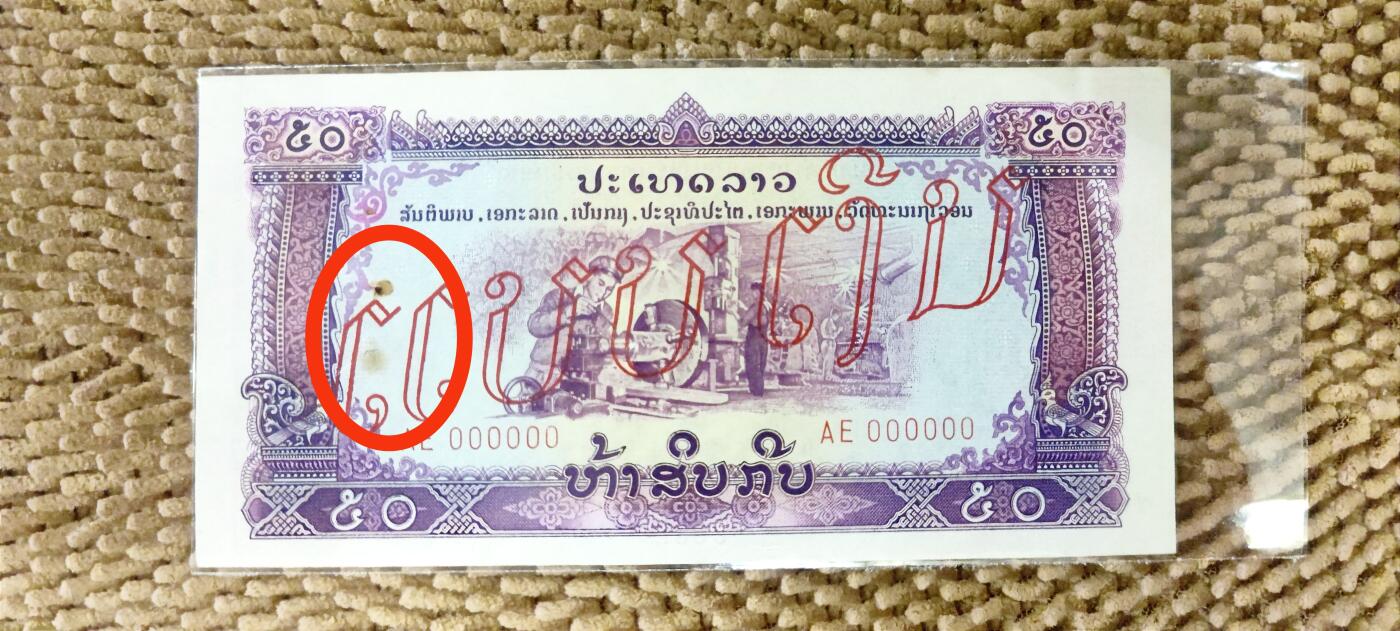 ໕໐ ໕໐
ປະເທດລາວ
ສັນຕິພາບ, ເອກະລາດ, ເປັນກາງ, ປະຊາທິປະໄຕ, ເອກະພາບ, ວັດທະນາຖາວອນ
ແບບເງິນ
AE 000000 AE 000000
ຫ້າສິບກີບ
໕໐ ໕໐